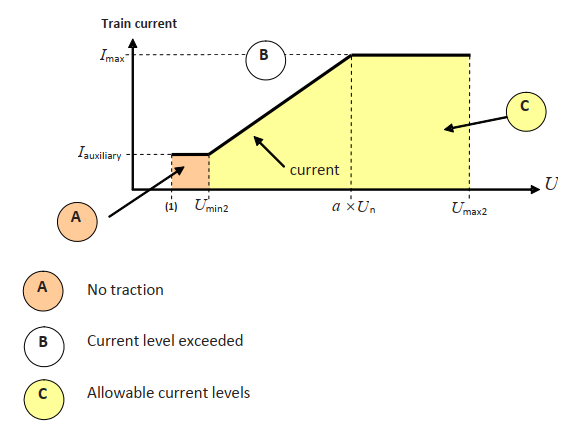 Train current
Imax
B
C
Iauxiliary
current
U
(1) Umin2 a ×Un Umax2
A
A No traction
B Current level exceeded
C Allowable current levels